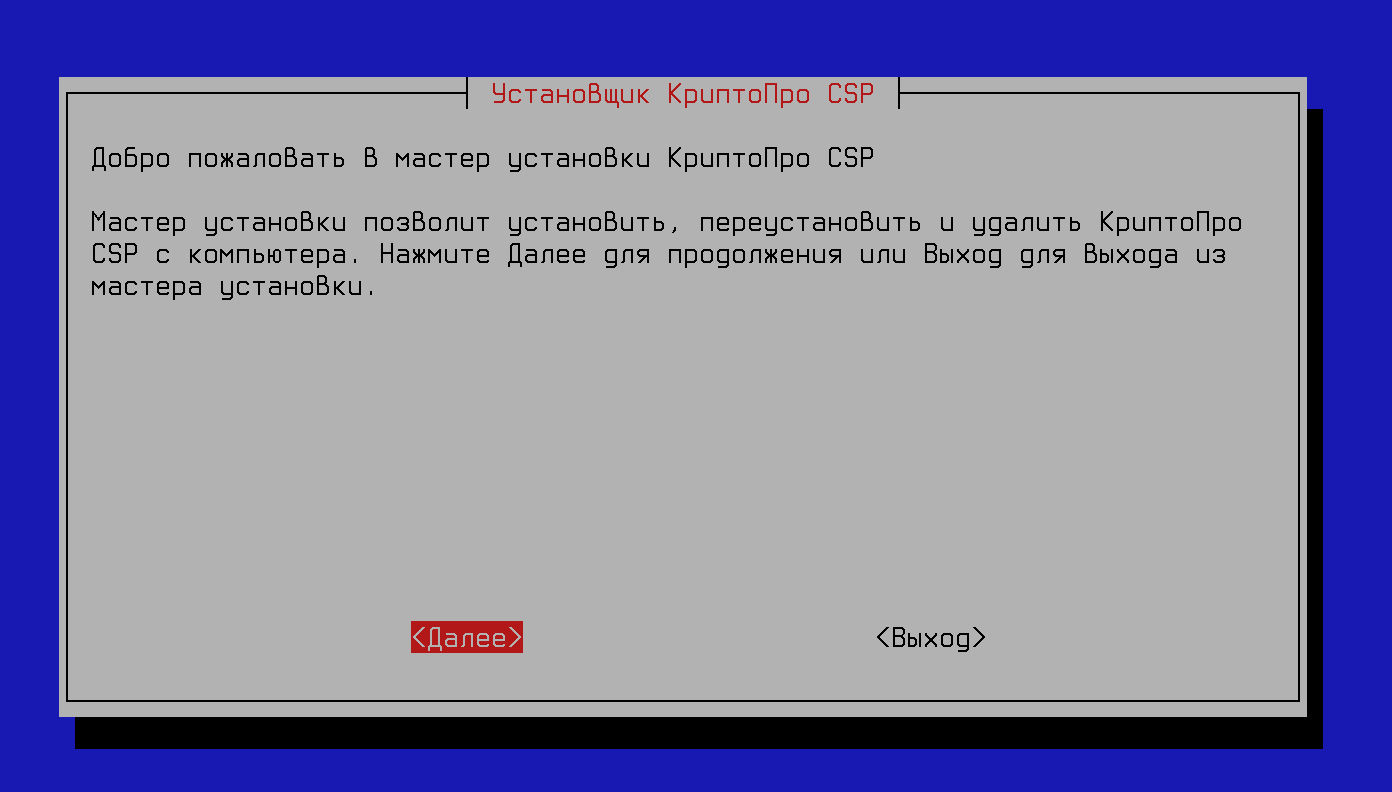 Установщик КриптоПро CSP
Добро пожаловать в мастер установки КриптоПро CSP
Мастер установки позволит установить, переустановить и удалить КриптоПро
CSP с компьютера. Нажмите Далее для продолжения или Выход для выхода из
мастера установки.
<Далее> <Выход>